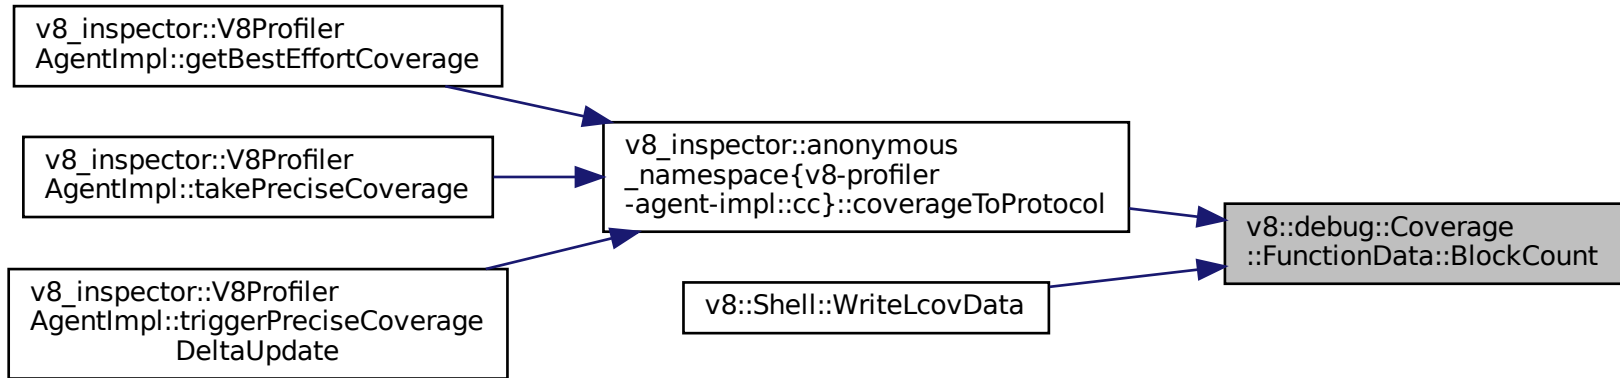 v8_inspector::V8Profiler
AgentImpl::getBestEffortCoverage
v8_inspector::V8Profiler
AgentImpl::takePreciseCoverage
v8_inspector::V8Profiler
AgentImpl::triggerPreciseCoverage
DeltaUpdate
v8_inspector::anonymous
_namespace{v8-profiler
-agent-impl::cc}::coverageToProtocol
v8::Shell::WriteLcovData
v8::debug::Coverage
::FunctionData::BlockCount